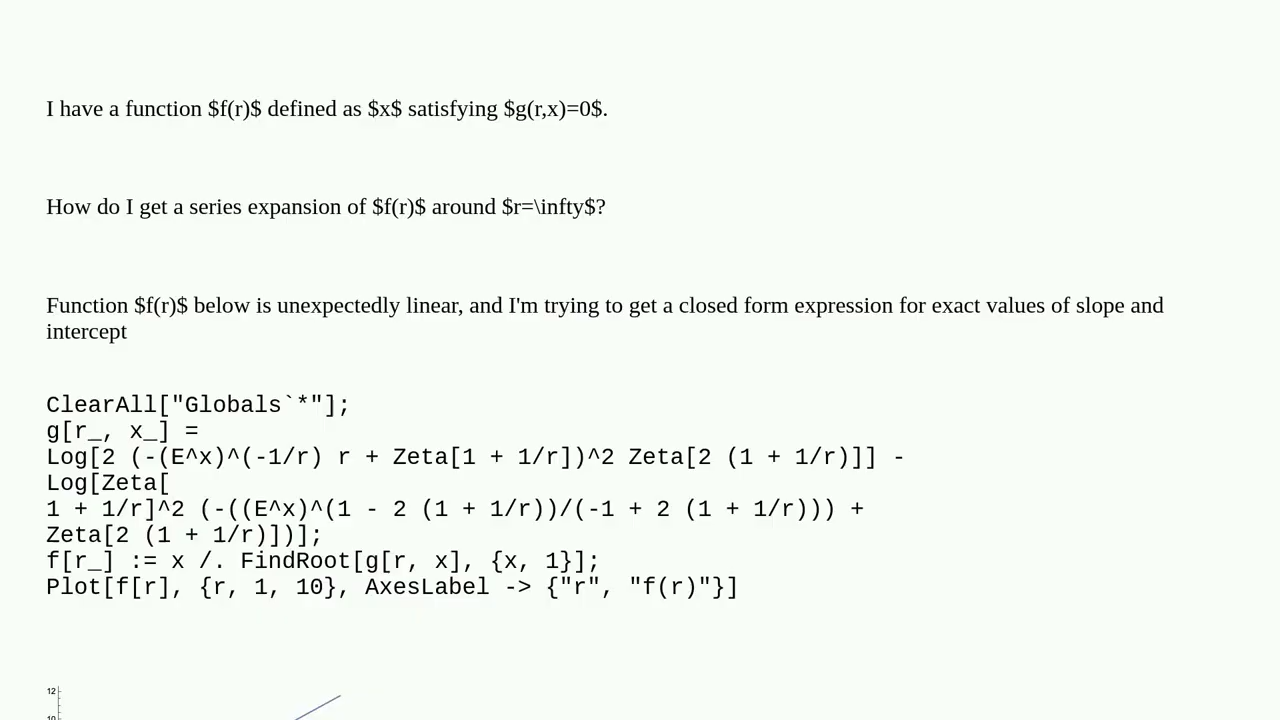 I have a function $f(r)$ defined as $x$ satisfying $g(r,x)=0$.
How do I get a series expansion of $f(r)$ around $r=\infty$?
Function $f(r)$ below is unexpectedly linear, and I'm trying to get a closed form expression for exact values of slope and
intercept
ClearAll["Globals`*"];
g[r_, x_] =
Log[2 (-(E^x)^(-1/r) r + Zeta[1 + 1/r])^2 Zeta[2 (1 + 1/r)]] -
Log[Zeta[
1 + 1/r]^2 (-((E^x)^(1 - 2 (1 + 1/r))/(-1 + 2 (1 + 1/r))) +
Zeta[2 (1 + 1/r)])];
f[r_] := x /. FindRoot[g[r, x], {x, 1}];
Plot[f[r], {r, 1, 10}, AxesLabel -> {"r", "f(r)"}]
12